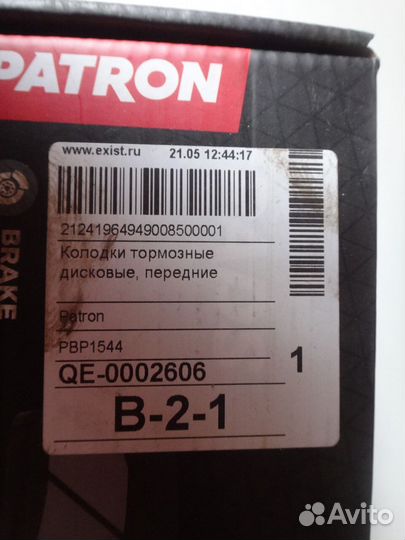 PATRON
www.exist.ru 21.05 12:44:17
21241964949008500001
Колодки тормозные
дисковые, передние
Patron
PBP1544
QE-0002606
1
B-2-1
BRAKE
Avito